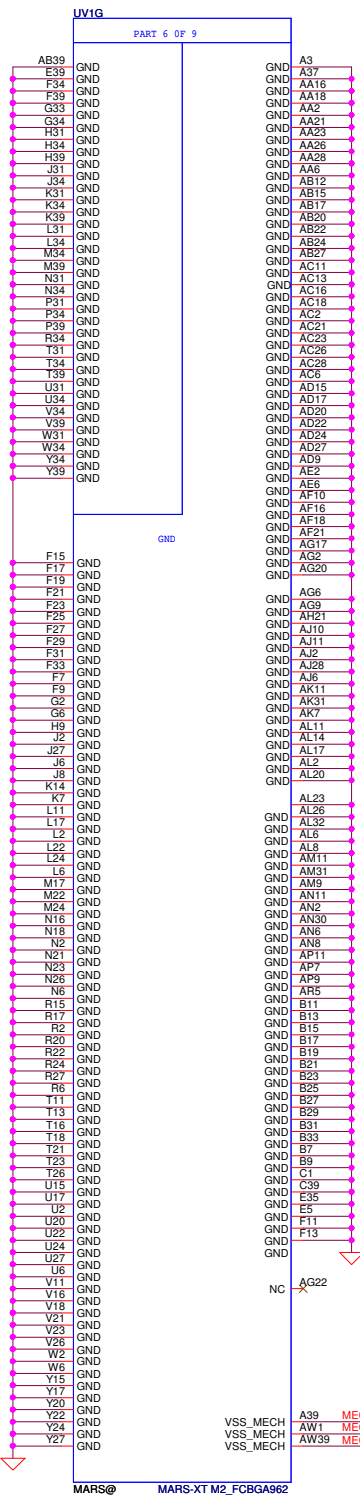 UV1G
PART 6 OF 9
AB39 GND
E39 GND
F34 GND
F39 GND
G33 GND
G34 GND
H31 GND
H34 GND
H39 GND
J31 GND
J34 GND
K31 GND
K34 GND
K39 GND
L31 GND
L34 GND
M34 GND
M39 GND
N31 GND
N34 GND
P31 GND
P34 GND
P39 GND
R34 GND
T31 GND
T34 GND
T39 GND
U31 GND
U34 GND
V34 GND
V39 GND
W31 GND
W34 GND
Y34 GND
Y39 GND
GND
F15 GND
F17 GND
F19 GND
F21 GND
F23 GND
F25 GND
F27 GND
F29 GND
F31 GND
F33 GND
F7 GND
F9 GND
G2 GND
G6 GND
H9 GND
J2 GND
J27 GND
J6 GND
J8 GND
K14 GND
K7 GND
L11 GND
L17 GND
L2 GND
L22 GND
L24 GND
L6 GND
M17 GND
M22 GND
M24 GND
N16 GND
N18 GND
N2 GND
N21 GND
N23 GND
N26 GND
N6 GND
R15 GND
R17 GND
R2 GND
R20 GND
R22 GND
R24 GND
R27 GND
R6 GND
T11 GND
T13 GND
T16 GND
T18 GND
T21 GND
T23 GND
T26 GND
U15 GND
U17 GND
U2 GND
U20 GND
U22 GND
U24 GND
U27 GND
U6 GND
V11 GND
V16 GND
V18 GND
V21 GND
V23 GND
V26 GND
W2 GND
W6 GND
Y15 GND
Y17 GND
Y20 GND
Y22 GND
Y24 GND
Y27 GND
GND A3
GND A37
GND AA16
GND AA18
GND AA2
GND AA21
GND AA23
GND AA26
GND AA28
GND AA6
GND AB12
GND AB15
GND AB17
GND AB20
GND AB22
GND AB24
GND AB27
GND AC11
GND AC13
GND AC16
GND AC18
GND AC2
GND AC21
GND AC23
GND AC26
GND AC28
GND AC6
GND AD15
GND AD17
GND AD20
GND AD22
GND AD24
GND AD27
GND AD9
GND AE2
GND AE6
GND AF10
GND AF16
GND AF18
GND AF21
GND AG17
GND AG2
GND AG20
GND AG6
GND AG9
GND AH21
GND AJ10
GND AJ11
GND AJ2
GND AJ28
GND AJ6
GND AK11
GND AK31
GND AK7
GND AL11
GND AL14
GND AL17
GND AL2
GND AL20
AL23
GND AL26
GND AL32
GND AL6
GND AL8
GND AM11
GND AM31
GND AM9
GND AN11
GND AN2
GND AN30
GND AN6
GND AN8
GND AP11
GND AP7
GND AP9
GND AR5
GND B11
GND B13
GND B15
GND B17
GND B19
GND B21
GND B23
GND B25
GND B27
GND B29
GND B31
GND B33
GND B7
GND B9
GND C1
GND C39
GND E35
GND E5
GND F11
GND F13
GND
NC AG22
VSS_MECH A39
VSS_MECH AW1
VSS_MECH AW39
MARS@ MARS-XT M2_FCBGA962